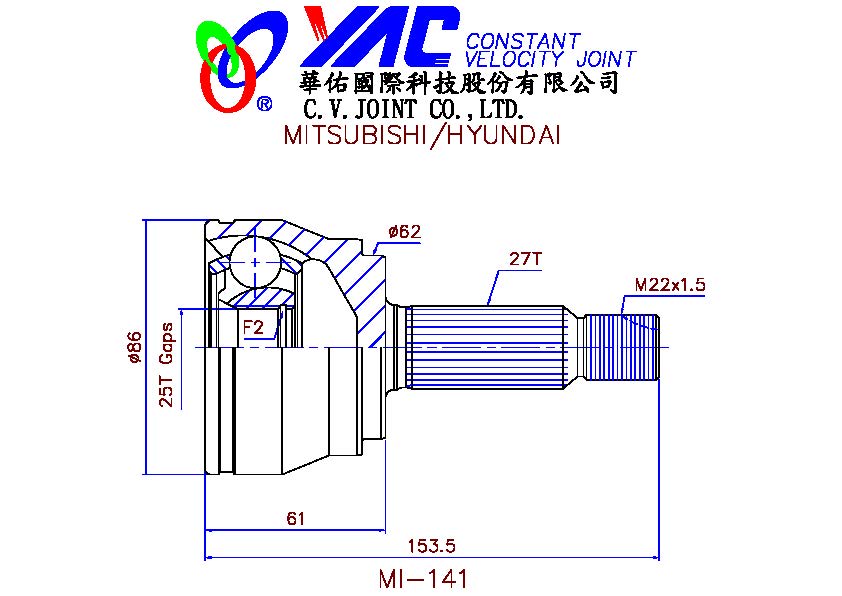 YAC CONSTANT
VELOCITY JOINT
®
華佑國際科技股份有限公司
C.V.JOINT CO.,LTD.
MITSUBISHI/HYUNDAI
ø62
27T
M22x1.5
F2
ø86
25T Gaps
61
153.5
MI-141